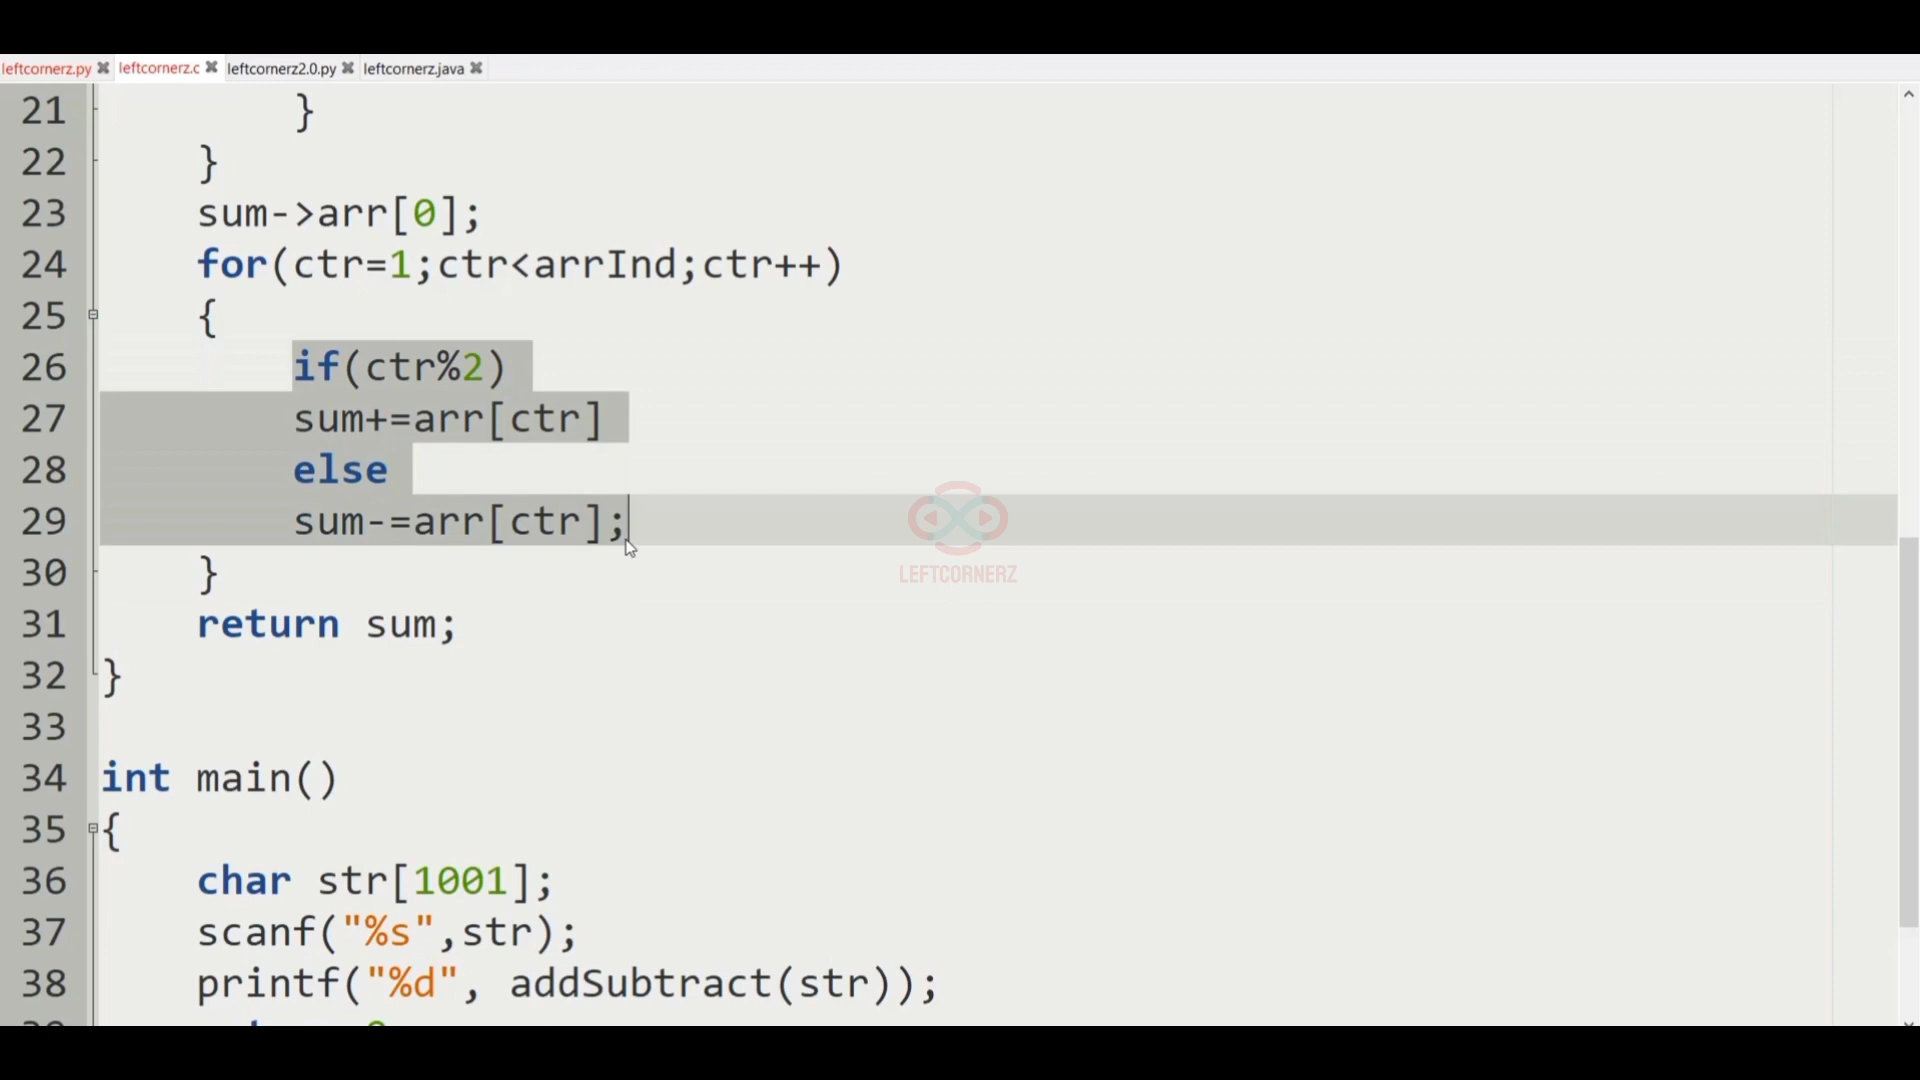 leftcornerz.py leftcornerz.c leftcornerz2.0.py leftcornerz.java
21 }
22 }
23 sum->arr[0];
24 for(ctr=1;ctr<arrInd;ctr++)
25 {
26 if(ctr%2)
27 sum+=arr[ctr]
28 else
29 sum-=arr[ctr];
30 }
31 return sum;
32 }
33
34 int main()
35 {
36 char str[1001];
37 scanf("%s",str);
38 printf("%d", addSubtract(str));
LEFTCORNERZ